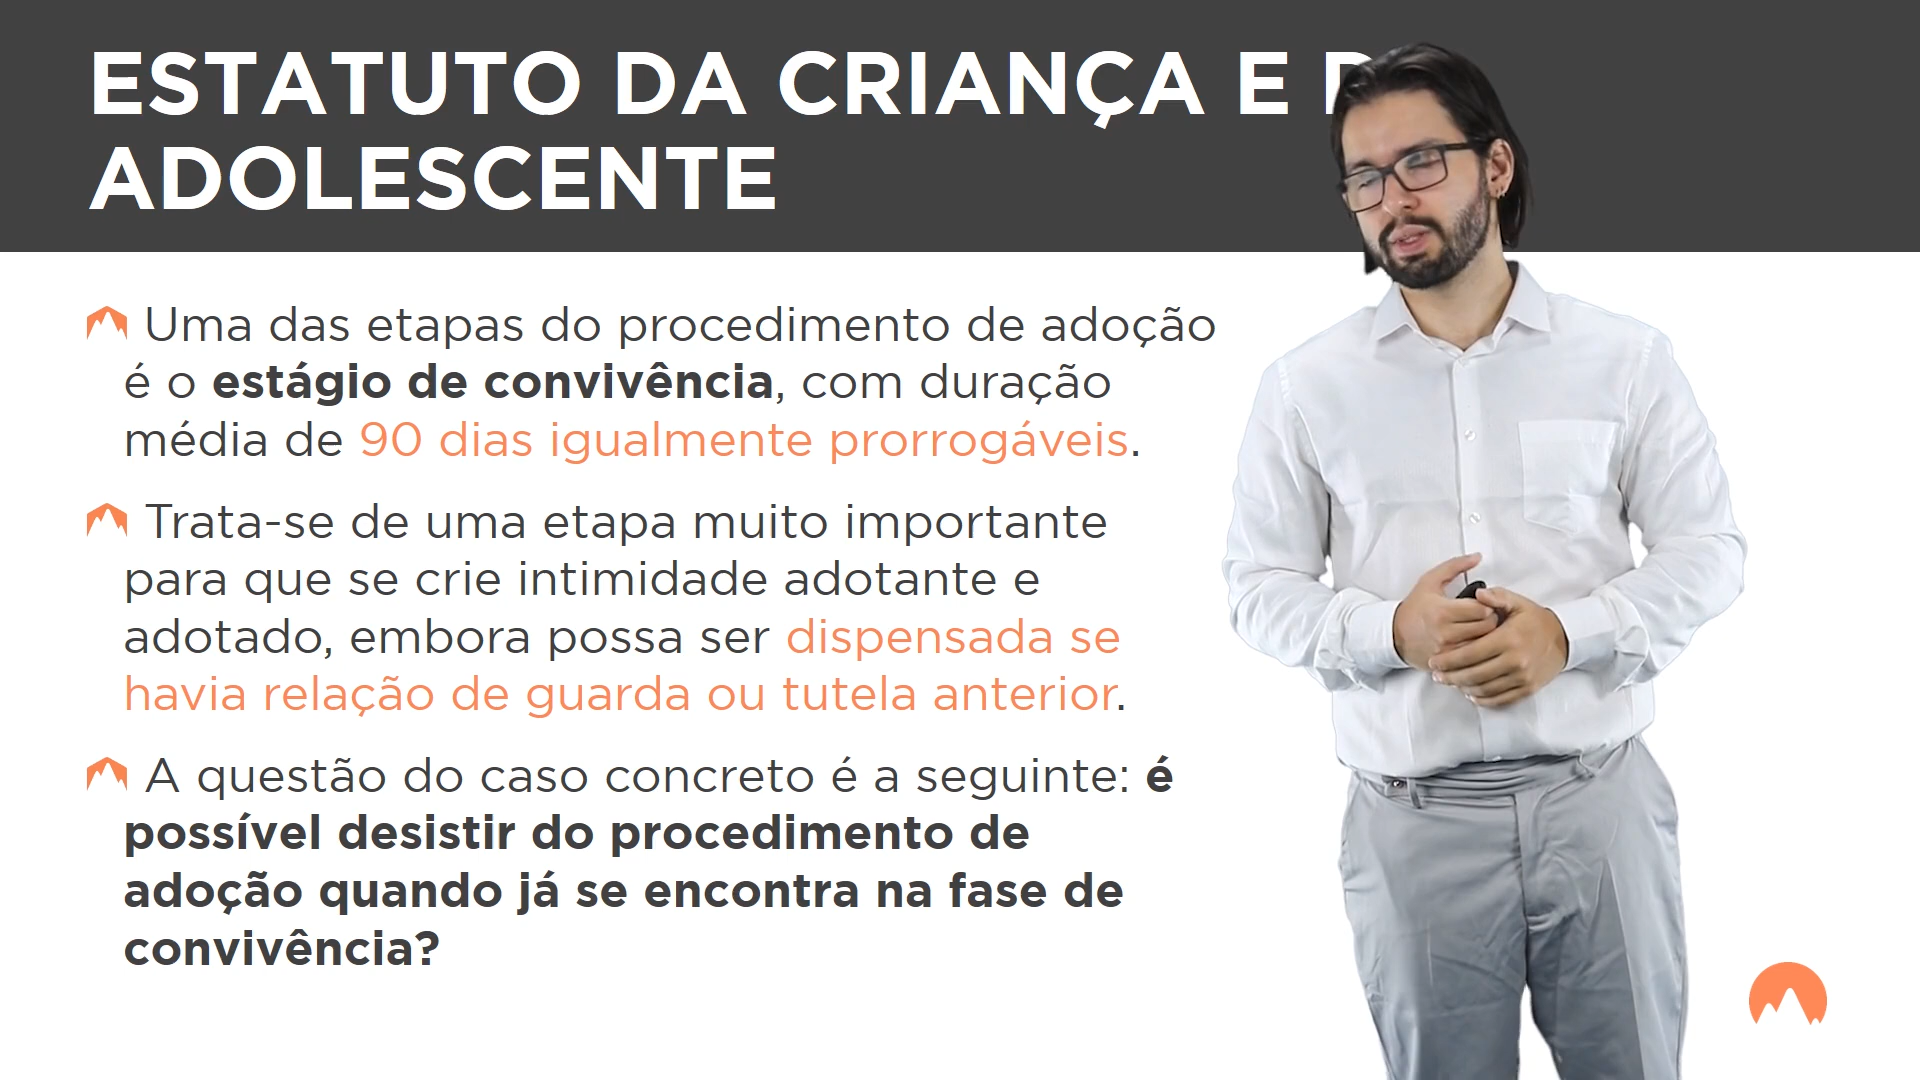 ESTATUTO DA CRIANÇA E
ADOLESCENTE
Uma das etapas do procedimento de adoção
é o estágio de convivência, com duração
média de 90 dias igualmente prorrogáveis.
Trata-se de uma etapa muito importante
para que se crie intimidade adotante e
adotado, embora possa ser dispensada se
havia relação de guarda ou tutela anterior.
A questão do caso concreto é a seguinte: é
possível desistir do procedimento de
adoção quando já se encontra na fase de
convivência?